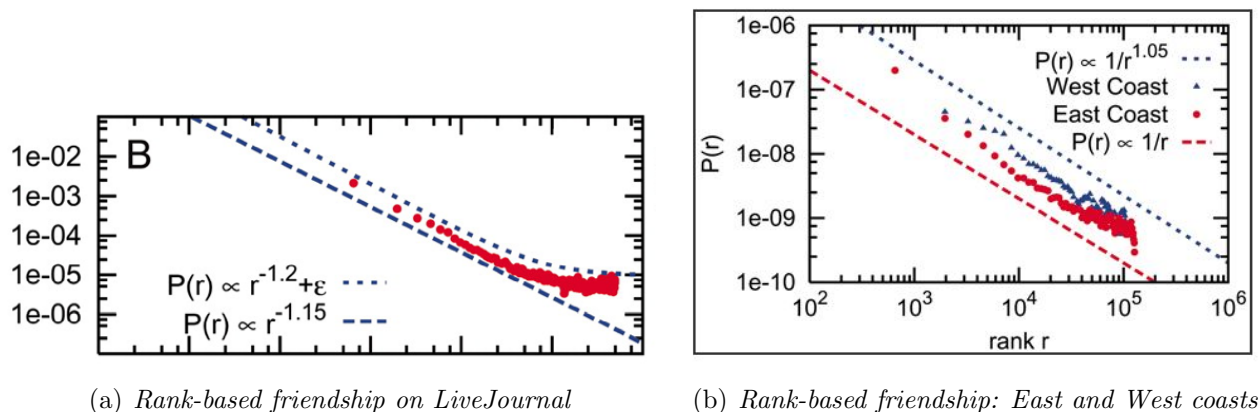 1e-02
1e-03
1e-04
1e-05
1e-06
B
P(r) ∝ r^-1.2+ε
P(r) ∝ r^-1.15
(a) Rank-based friendship on LiveJournal
P(r)
1e-06
1e-07
1e-08
1e-09
1e-10
P(r) ∝ 1/r^1.05
West Coast
East Coast
P(r) ∝ 1/r
10^2 10^3 10^4 10^5 10^6
rank r
(b) Rank-based friendship: East and West coasts